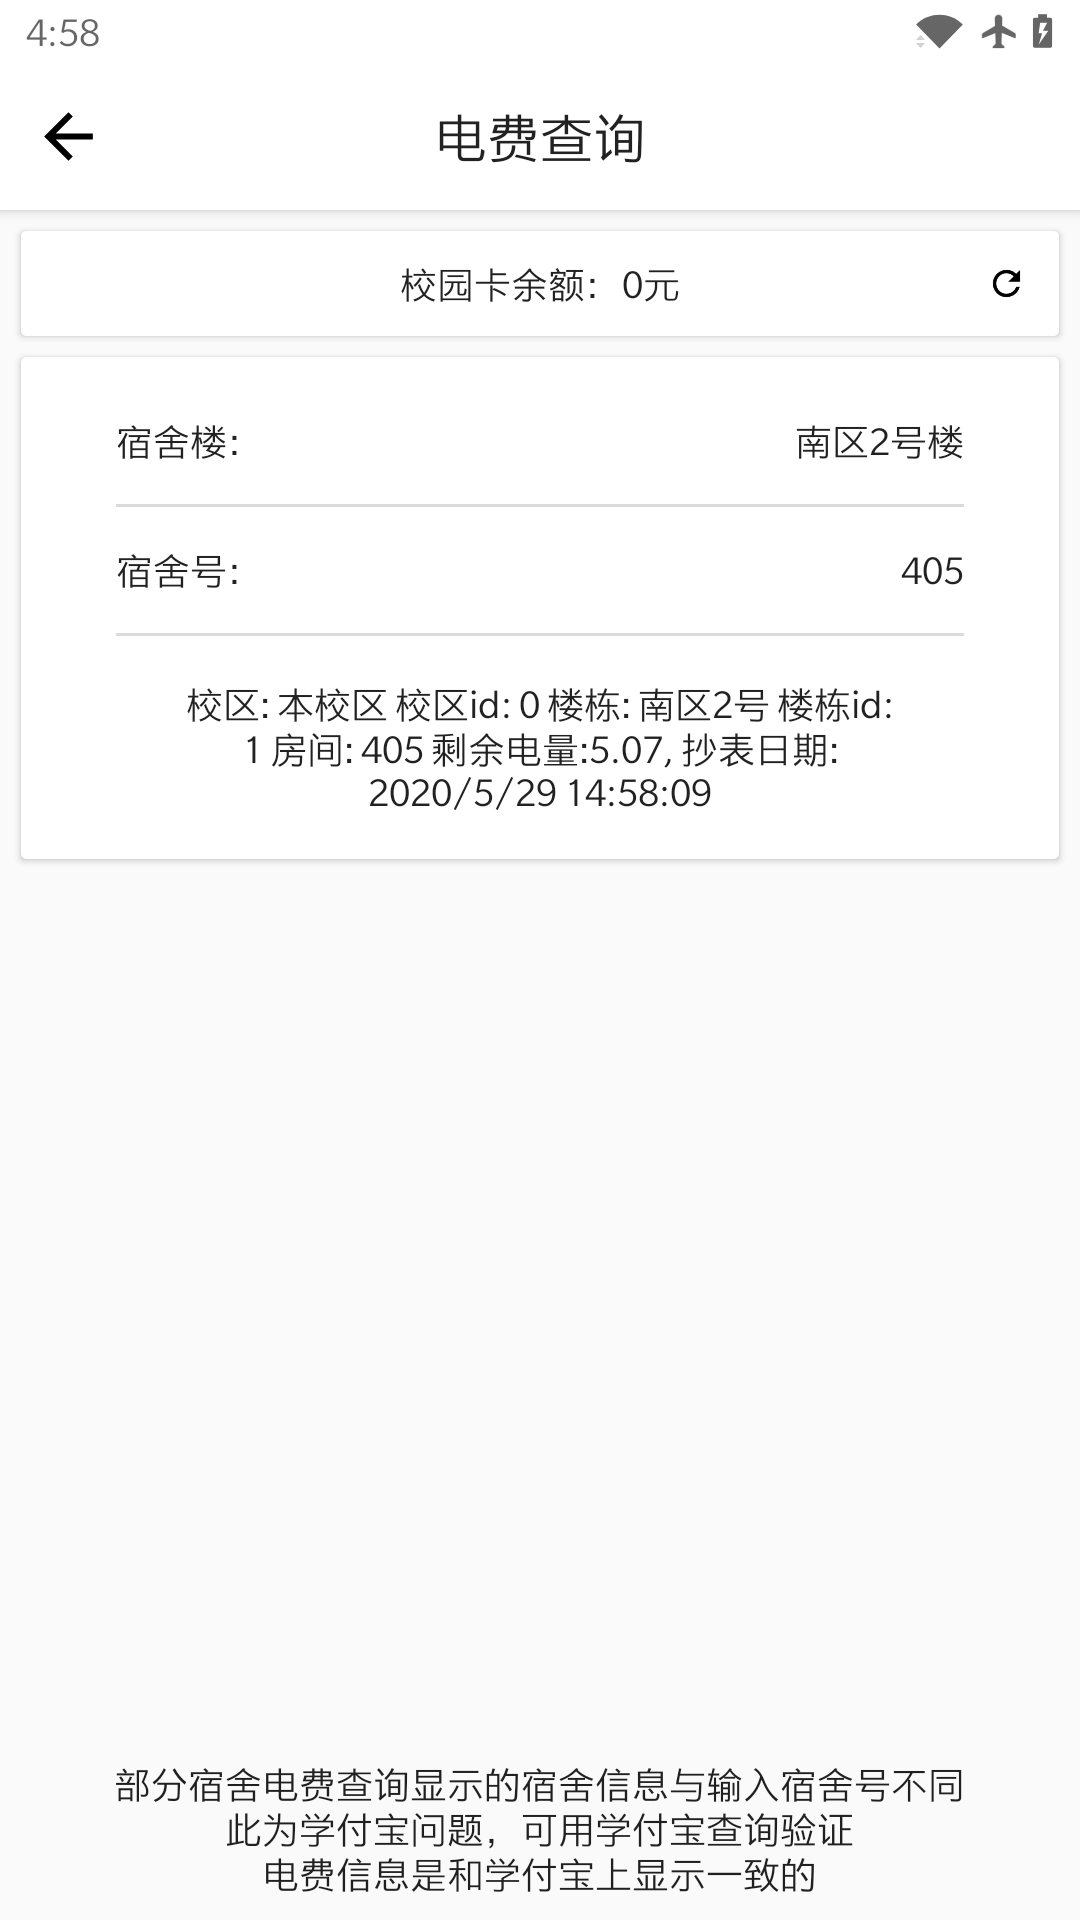 4:58
电费查询
校园卡余额：0元
宿舍楼： 南区2号楼
宿舍号： 405
校区: 本校区 校区id: 0 楼栋: 南区2号 楼栋id:
1 房间: 405 剩余电量:5.07, 抄表日期:
2020/5/29 14:58:09
部分宿舍电费查询显示的宿舍信息与输入宿舍号不同
此为学付宝问题，可用学付宝查询验证
电费信息是和学付宝上显示一致的